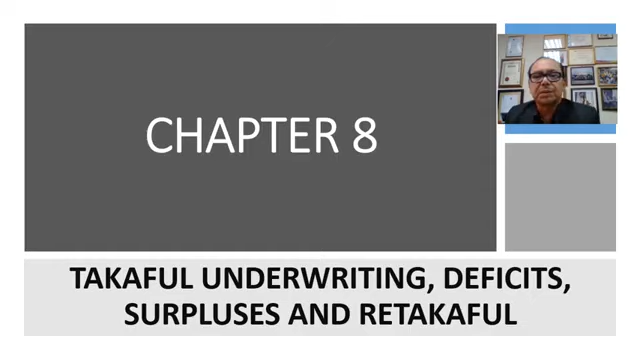 CHAPTER 8
TAKAFUL UNDERWRITING, DEFICITS,
SURPLUSES AND RETAKAFUL